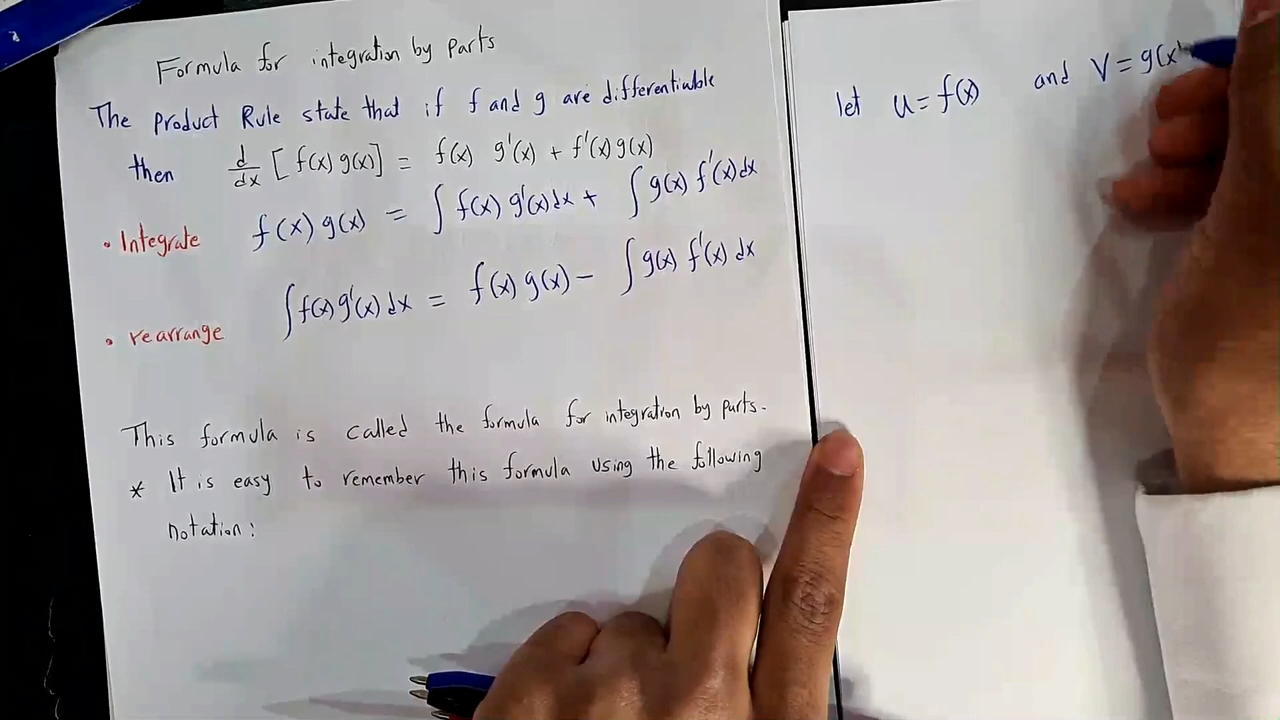 Formula for integration by parts
The Product Rule state that if f and g are differentiable
then d/dx [f(x) g(x)] = f(x) g'(x) + f'(x) g(x)
• Integrate f(x) g(x) = ∫ f(x) g'(x) dx + ∫ g(x) f'(x) dx
• rearrange ∫ f(x) g'(x) dx = f(x) g(x) - ∫ g(x) f'(x) dx
This formula is called the formula for integration by parts.
* It is easy to remember this formula using the following
notation:
let u = f(x) and v = g(x